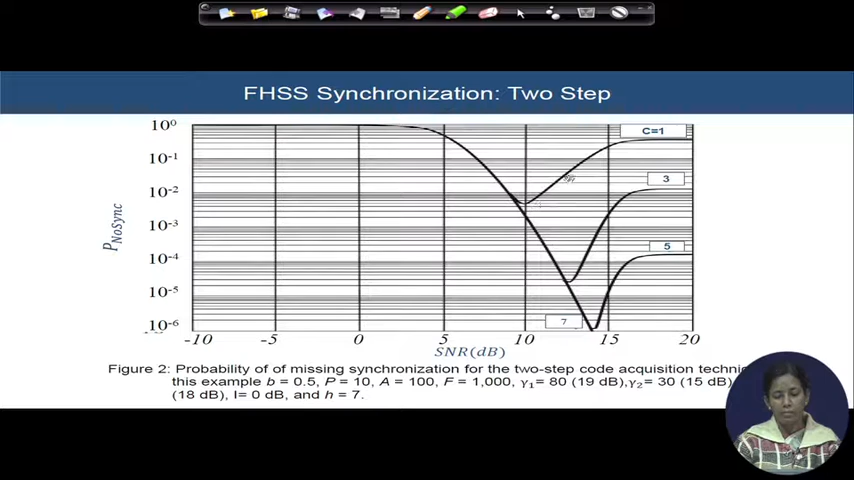 FHSS Synchronization: Two Step
C=1
3
5
7
10⁰
10⁻¹
10⁻²
10⁻³
10⁻⁴
10⁻⁵
10⁻⁶
P_NoSync
-10 -5 0 5 10 15 20
SNR(dB)
Figure 2: Probability of of missing synchronization for the two-step code acquisition techni
this example b = 0.5, P = 10, A = 100, F = 1,000, γ₁= 80 (19 dB),γ₂= 30 (15 dB)
(18 dB), I= 0 dB, and h = 7.